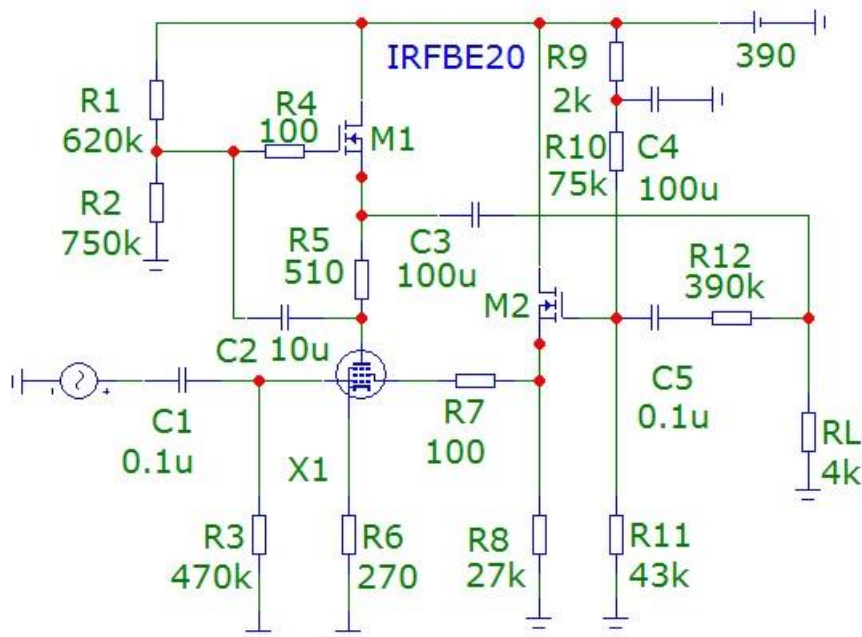 IRFBE20
R9
2k
390
R1
620k
R4
100
M1
R10
75k
C4
100u
R2
750k
R5
510
C3
100u
R12
390k
M2
C2 10u
C5
0.1u
C1
0.1u
R7
100
RL
4k
X1
R3
470k
R6
270
R8
27k
R11
43k